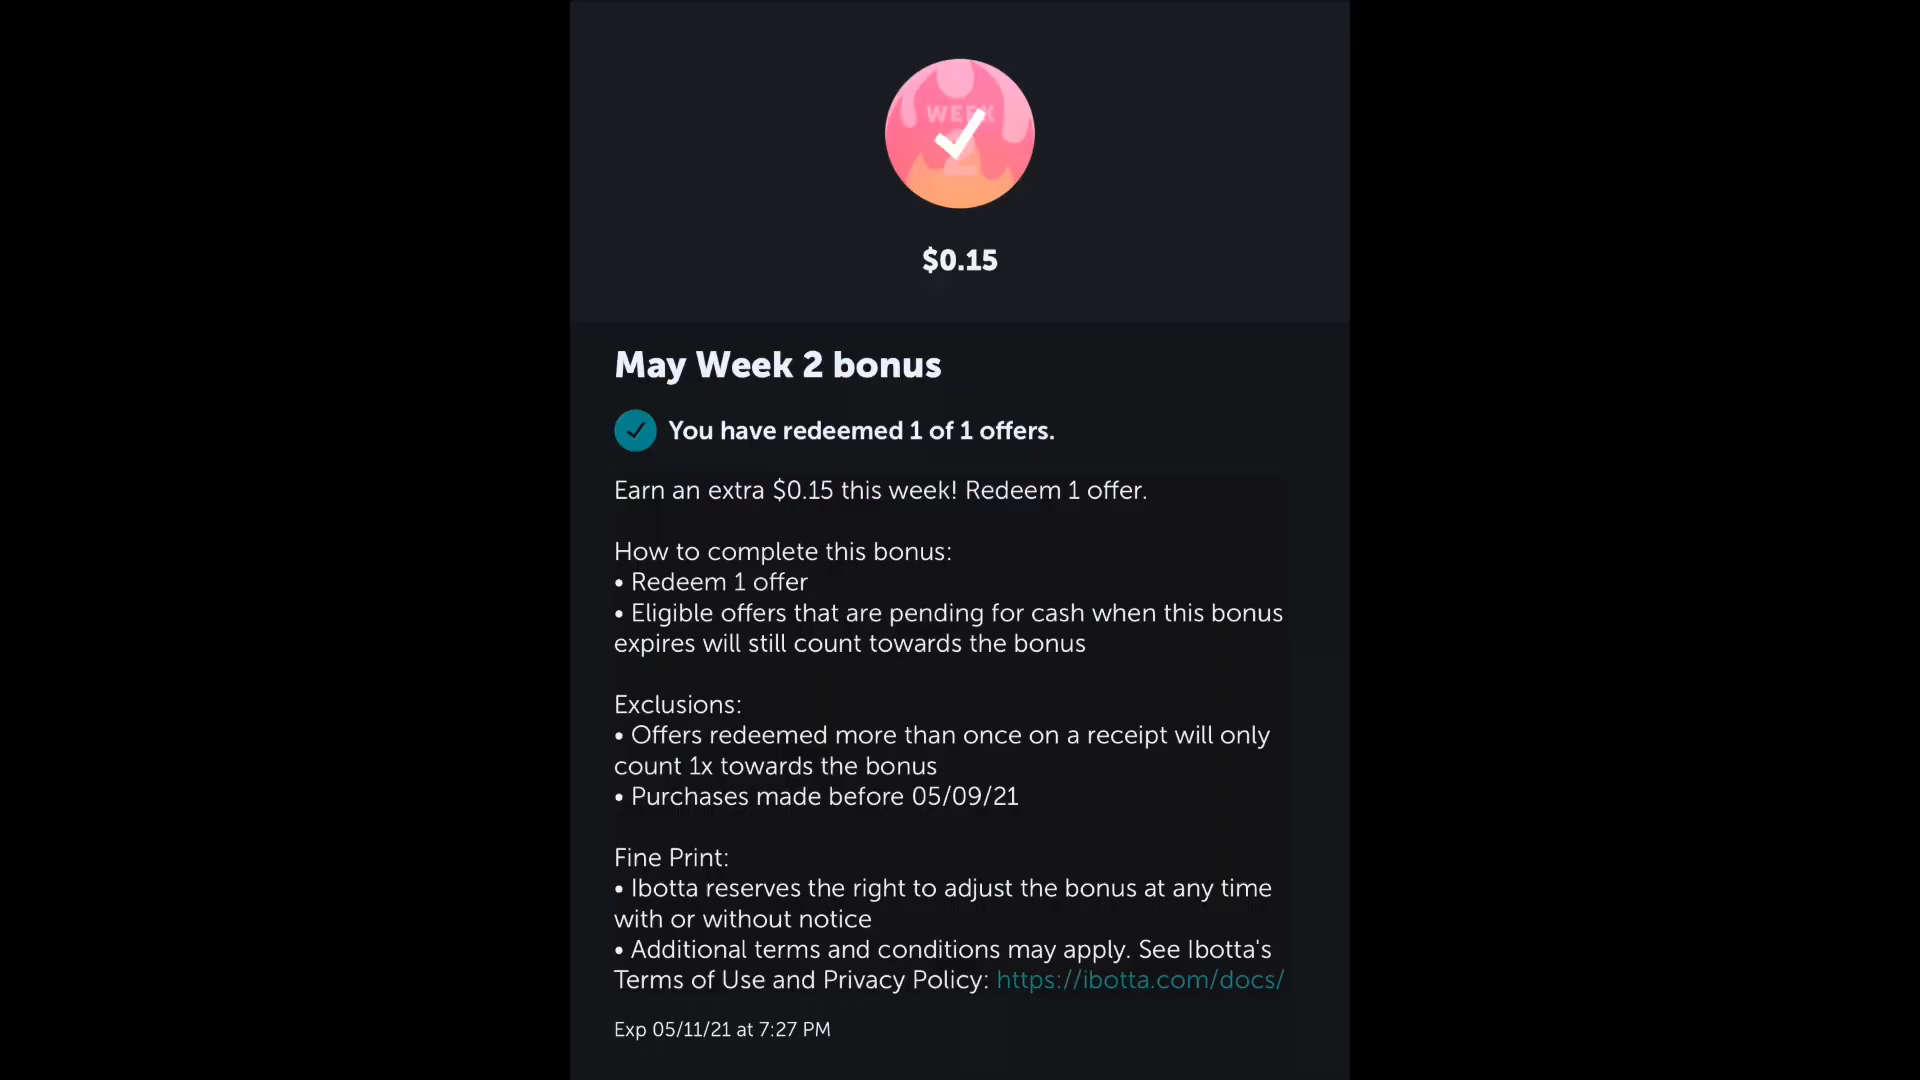 WEEK
2
$0.15
May Week 2 bonus
You have redeemed 1 of 1 offers.
Earn an extra $0.15 this week! Redeem 1 offer.
How to complete this bonus:
• Redeem 1 offer
• Eligible offers that are pending for cash when this bonus
expires will still count towards the bonus
Exclusions:
• Offers redeemed more than once on a receipt will only
count 1x towards the bonus
• Purchases made before 05/09/21
Fine Print:
• Ibotta reserves the right to adjust the bonus at any time
with or without notice
• Additional terms and conditions may apply. See Ibotta's
Terms of Use and Privacy Policy: https://ibotta.com/docs/
Exp 05/11/21 at 7:27 PM